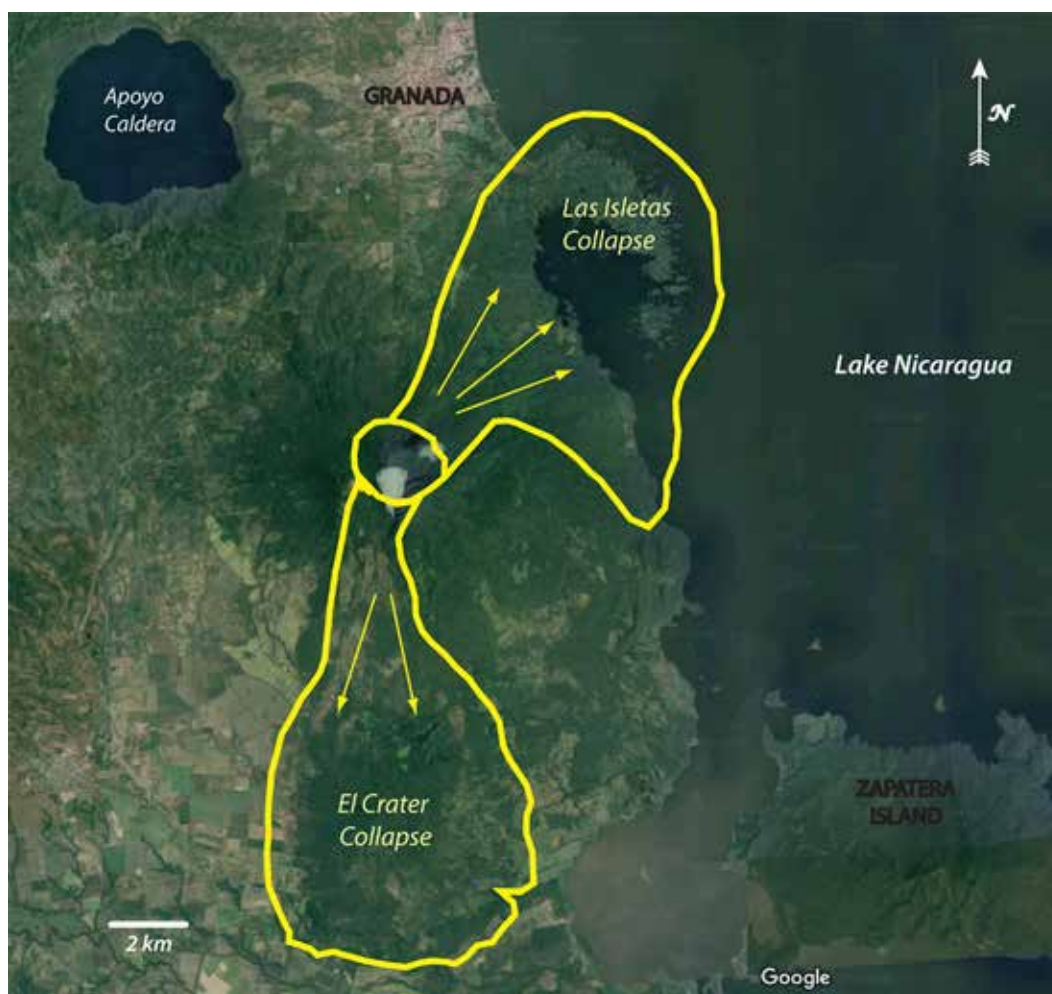 Apoyo
Caldera
GRANADA
N
Las Isletas
Collapse
Lake Nicaragua
El Crater
Collapse
ZAPATERA
ISLAND
2 km
Google